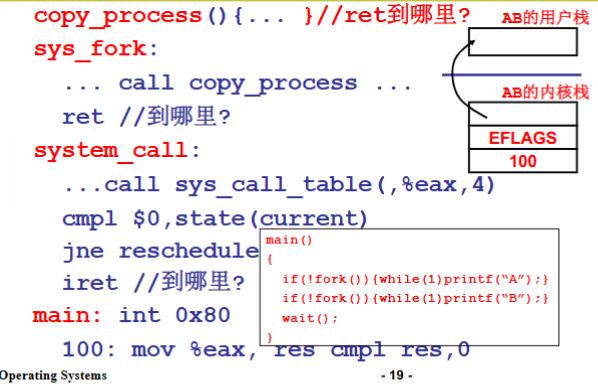 copy_process(){... }//ret到哪里?
AB的用户栈
sys_fork:
... call copy_process ...
AB的内核栈
ret //到哪里?
EFLAGS
100
system_call:
...call sys_call_table(,%eax,4)
cmpl $0,state(current)
jne reschedule
iret //到哪里?
main()
{
if(!fork()){while(1)printf("A");}
if(!fork()){while(1)printf("B");}
wait();
}
main: int 0x80
100: mov %eax, res cmpl res,0
Operating Systems
- 19 -